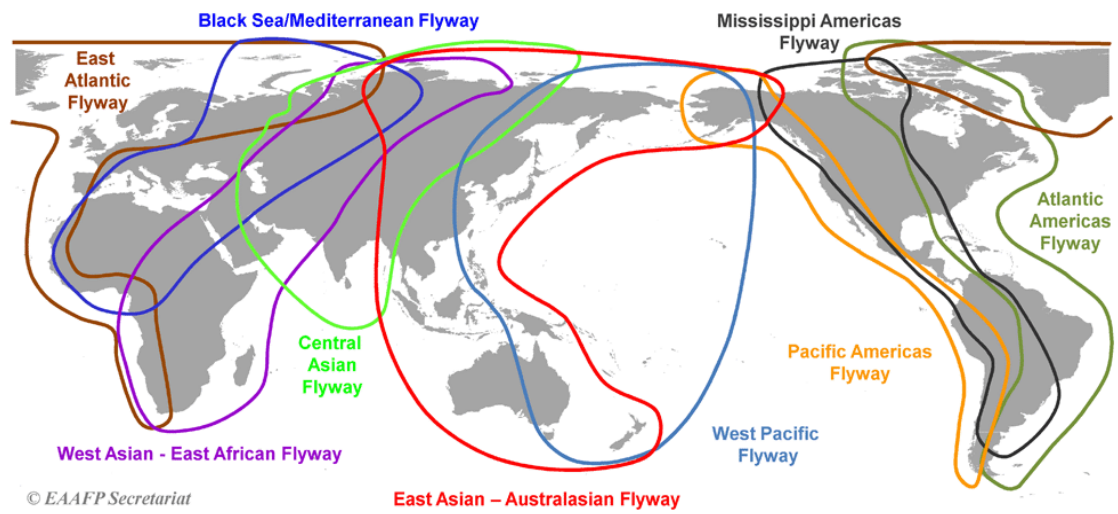 Black Sea/Mediterranean Flyway
Mississippi Americas
Flyway
East
Atlantic
Flyway
Atlantic
Americas
Flyway
Central
Asian
Flyway
Pacific Americas
Flyway
West Asian - East African Flyway
West Pacific
Flyway
© EAAFP Secretariat
East Asian – Australasian Flyway